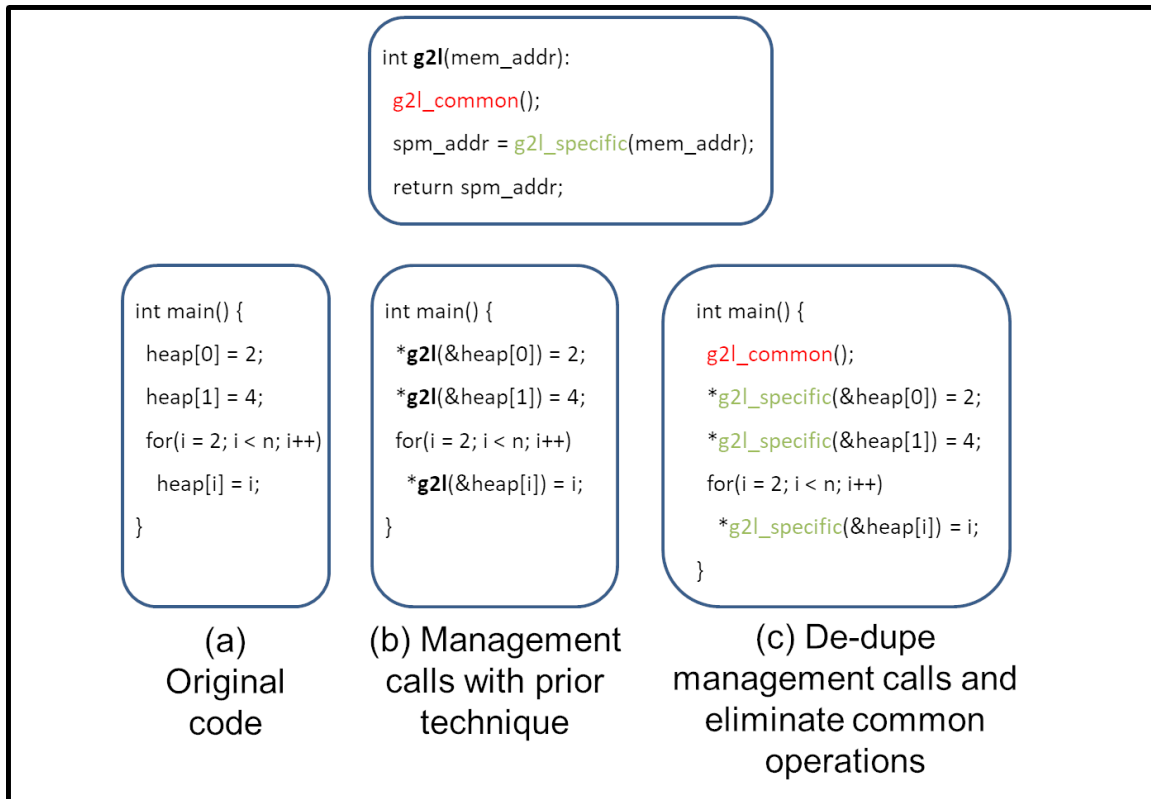 int g2l(mem_addr):
g2l_common();
spm_addr = g2l_specific(mem_addr);
return spm_addr;
int main() {
heap[0] = 2;
heap[1] = 4;
for(i = 2; i < n; i++)
heap[i] = i;
}
(a)
Original
code
int main() {
*g2l(&heap[0]) = 2;
*g2l(&heap[1]) = 4;
for(i = 2; i < n; i++)
*g2l(&heap[i]) = i;
}
(b) Management
calls with prior
technique
int main() {
g2l_common();
*g2l_specific(&heap[0]) = 2;
*g2l_specific(&heap[1]) = 4;
for(i = 2; i < n; i++)
*g2l_specific(&heap[i]) = i;
}
(c) De-dupe
management calls and
eliminate common
operations